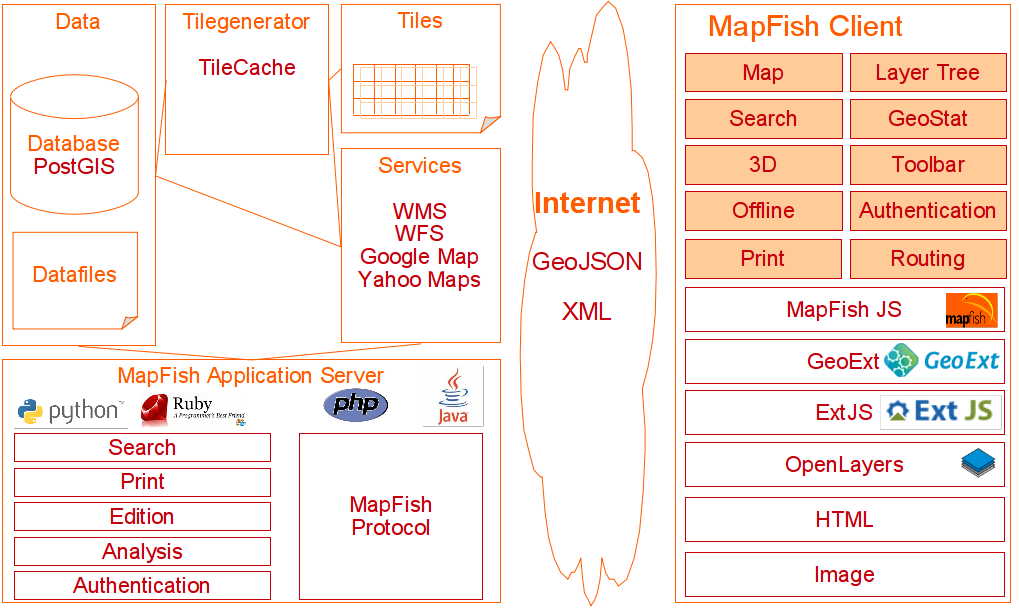 Data
Database
PostGIS
Datafiles
Tilegenerator
TileCache
Tiles
Services
WMS
WFS
Google Map
Yahoo Maps
MapFish Application Server
python™
Ruby
A Programmer's Best Friend
php
Java
Search
Print
Edition
Analysis
Authentication
MapFish
Protocol
Internet
GeoJSON
XML
MapFish Client
Map
Layer Tree
Search
GeoStat
3D
Toolbar
Offline
Authentication
Print
Routing
MapFish JS
mapfish
GeoExt
GeoExt
ExtJS
Ext JS
OpenLayers
HTML
Image